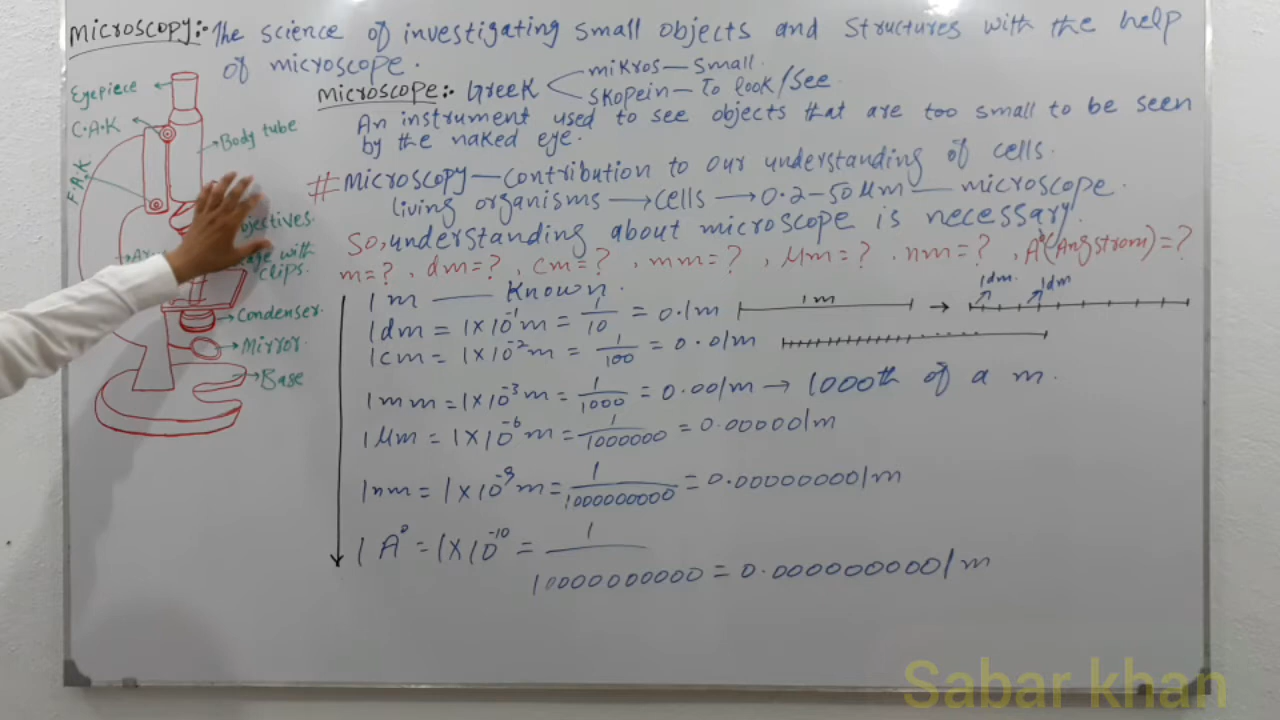 Microscopy:- The science of investigating small objects and structures with the help
of microscope.
Microscope:- Greek
mikros— small
skopein— To look/see.
An instrument used to see objects that are too small to be seen
by the naked eye.
# Microscopy — contribution to our understanding of cells.
living organisms → cells → 0.2–50 µm — microscope.
So, understanding about microscope is necessary.
m=? , dm=? , cm=? , mm=? , µm=? , nm=? , A°(Angstrom)=?
1m — Known.
1dm = 1×10⁻¹m = 1/10 = 0.1m
1m →
1dm.
1dm
1cm = 1×10⁻²m = 1/100 = 0.01m
1mm = 1×10⁻³m = 1/1000 = 0.001m → 1000th of a m.
1µm = 1×10⁻⁶m = 1/1000000 = 0.000001m
1nm = 1×10⁻⁹m = 1/1000000000 = 0.000000001m
1A° = 1×10⁻¹⁰ = 1/10000000000 = 0.0000000001m
Eyepiece
C.A.K
Body tube
F.A.K
Condenser.
Mirror.
Base
clips.
with
Sabar khan